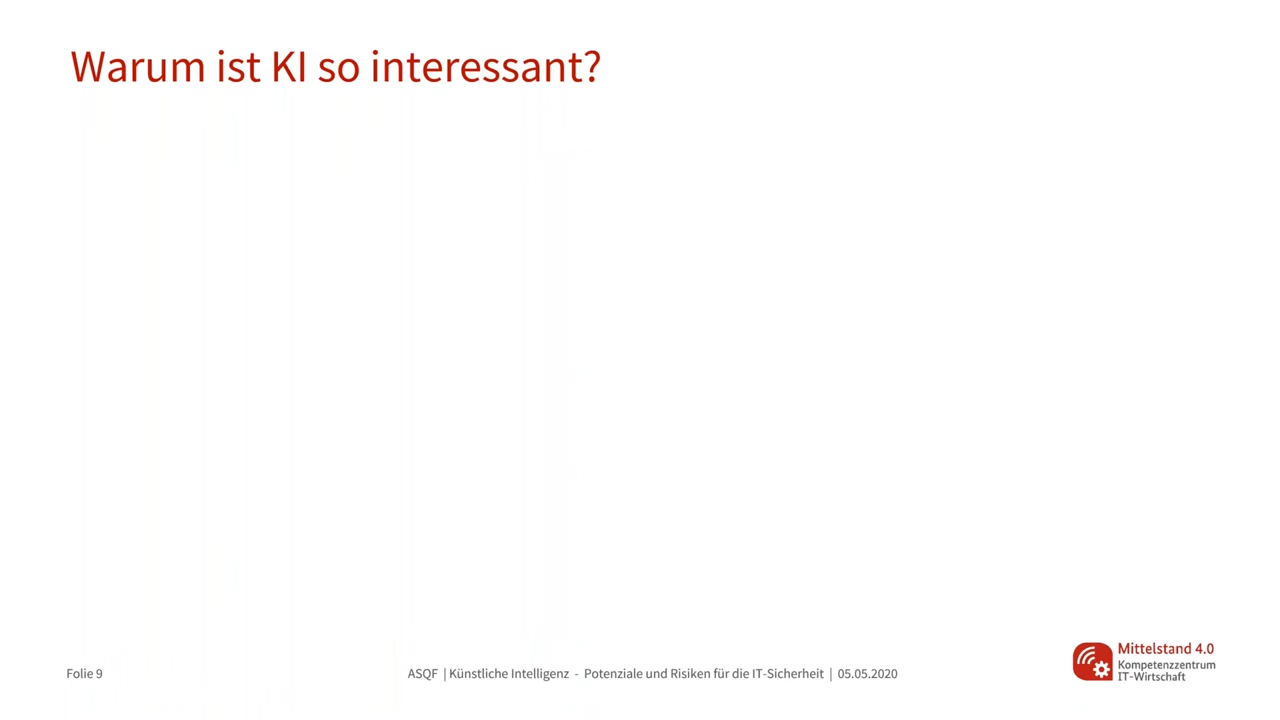 Warum ist KI so interessant?
Folie 9
ASQF | Künstliche Intelligenz - Potenziale und Risiken für die IT-Sicherheit | 05.05.2020
Mittelstand 4.0
Kompetenzzentrum
IT-Wirtschaft